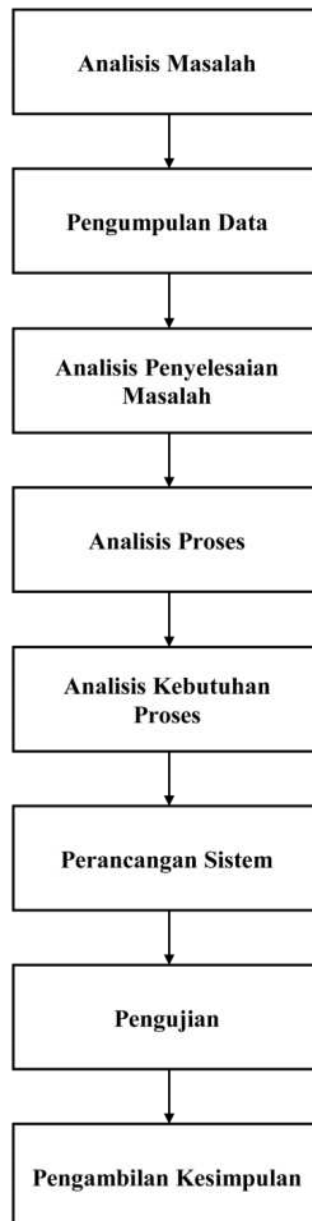 Analisis Masalah
Pengumpulan Data
Analisis Penyelesaian
Masalah
Analisis Proses
Analisis Kebutuhan
Proses
Perancangan Sistem
Pengujian
Pengambilan Kesimpulan